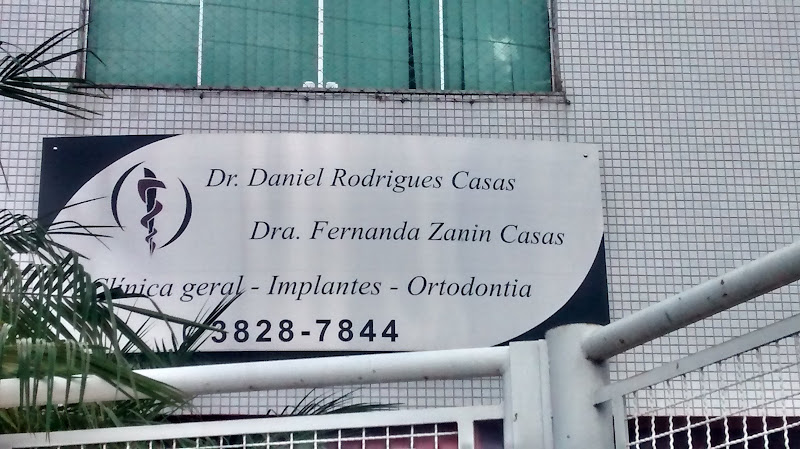 Dr. Daniel Rodrigues Casas
Dra. Fernanda Zanin Casas
Clínica geral - Implantes - Ortodontia
3828-7844